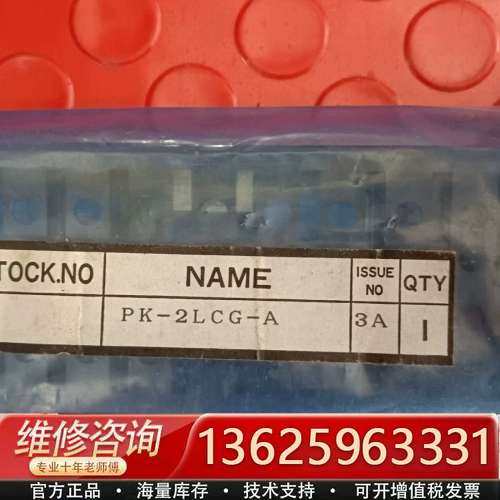 TOCK.NO NAME ISSUE NO QTY
PK-2LCG-A 3A 1
维修咨询 13625963331
专业十年老师傅
官方正品 · 海量库存 · 技术支持 · 可开增值税发票